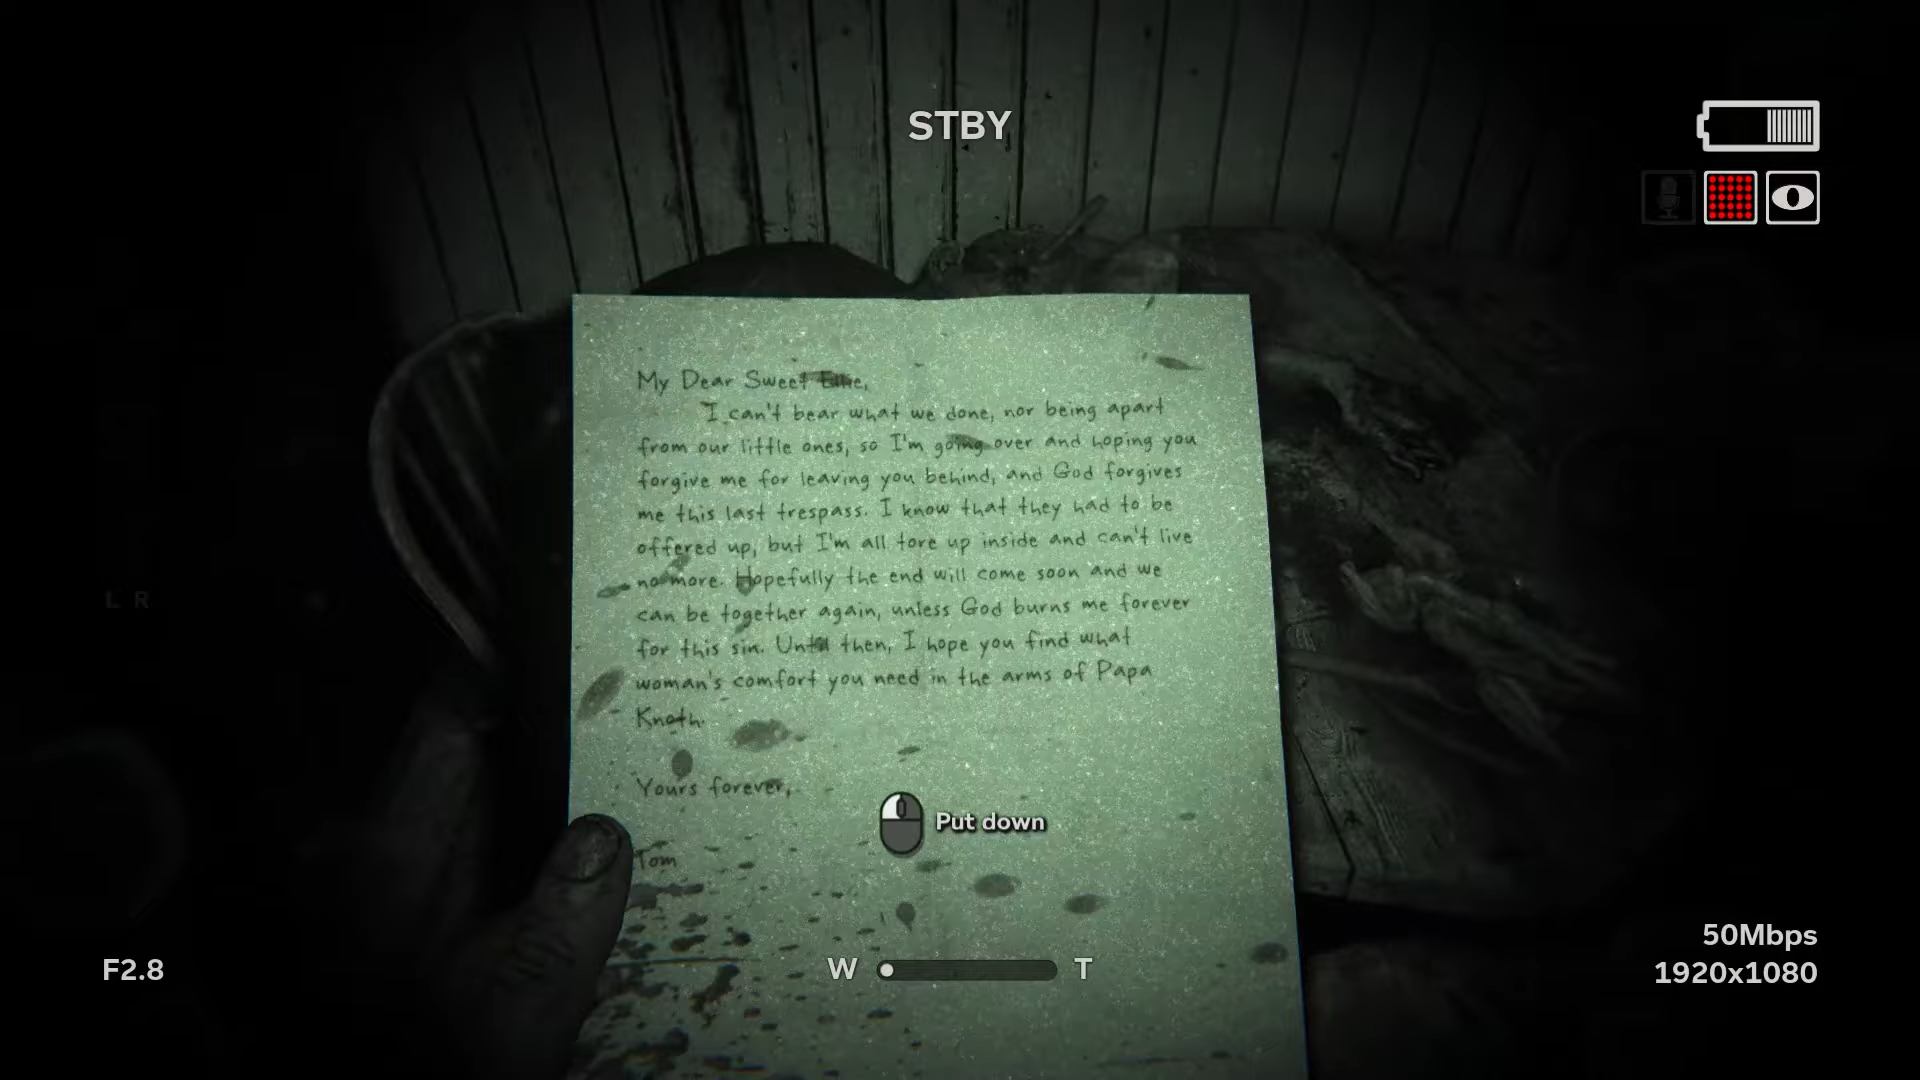 STBY
My Dear Sweet Ellie,
I can't bear what we done, nor being apart
from our little ones, so I'm going over and hoping you
forgive me for leaving you behind, and God forgives
me this last trespass. I know that they had to be
offered up, but I'm all tore up inside and can't live
no more. Hopefully the end will come soon and we
can be together again, unless God burns me forever
for this sin. Until then, I hope you find what
woman's comfort you need in the arms of Papa
Knoth.
Yours forever,
Put down
Tom
L R
F2.8
W T
50Mbps
1920x1080